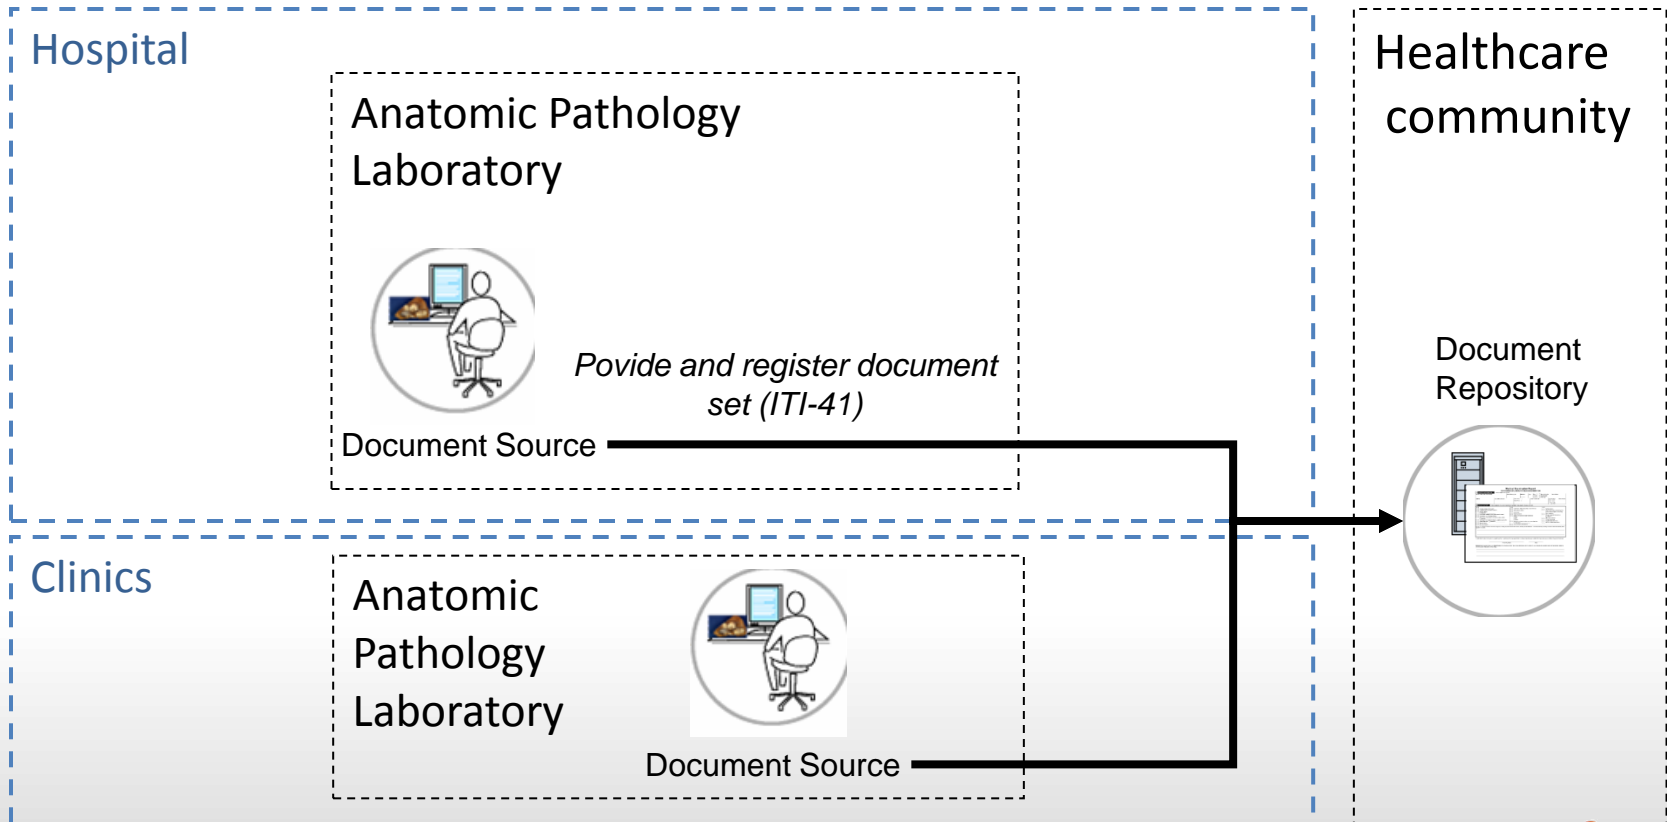 Hospital
Anatomic Pathology
Laboratory
Povide and register document
set (ITI-41)
Document Source
Clinics
Anatomic
Pathology
Laboratory
Document Source
Healthcare
community
Document
Repository